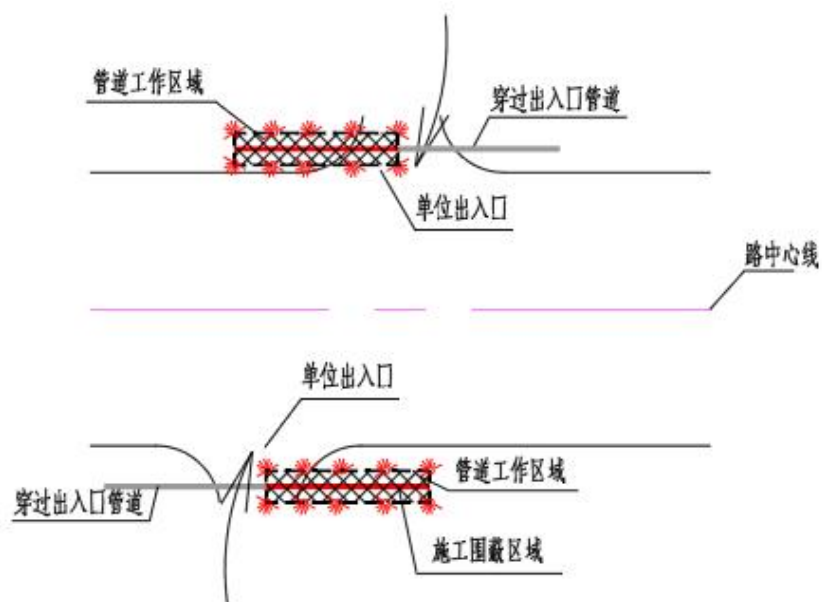 管道工作区域
穿过出入口管道
单位出入口
路中心线
单位出入口
管道工作区域
穿过出入口管道
施工围蔽区域